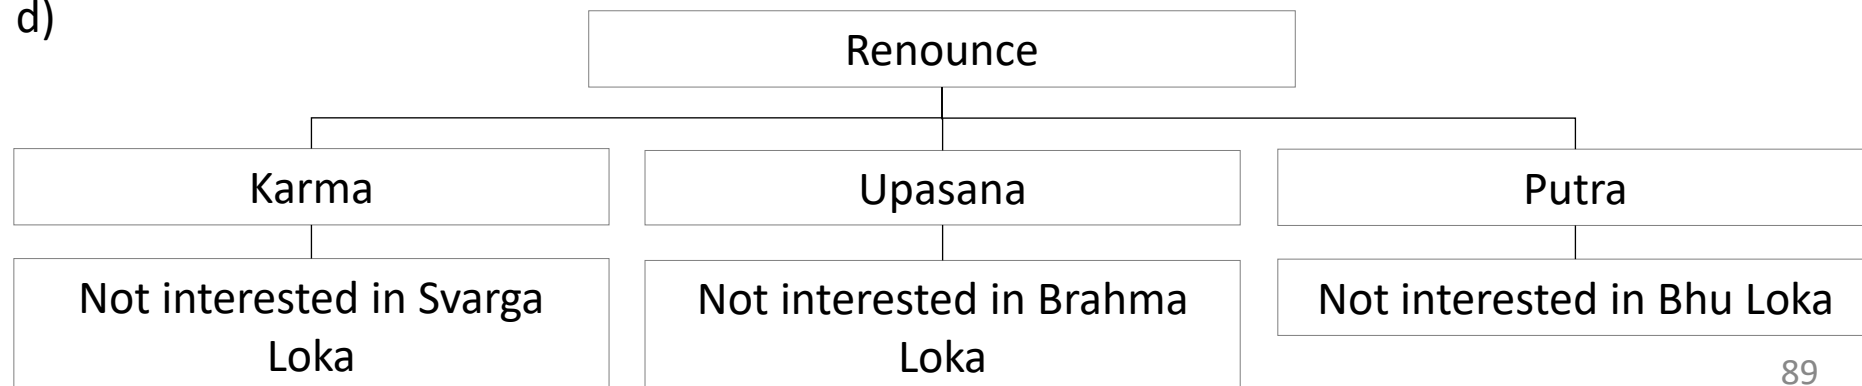 d)
Renounce
Karma
Upasana
Putra
Not interested in Svarga
Loka
Not interested in Brahma
Loka
Not interested in Bhu Loka
89